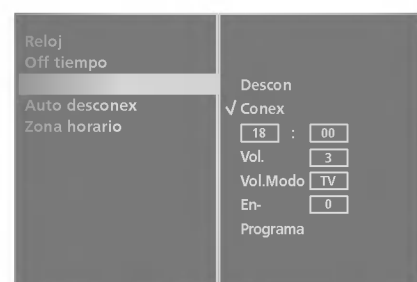 Reloj
Off tiempo
Auto desconex
Zona horario
Descon
√ Conex
18 : 00
Vol. 3
Vol.Modo TV
En- 0
Programa